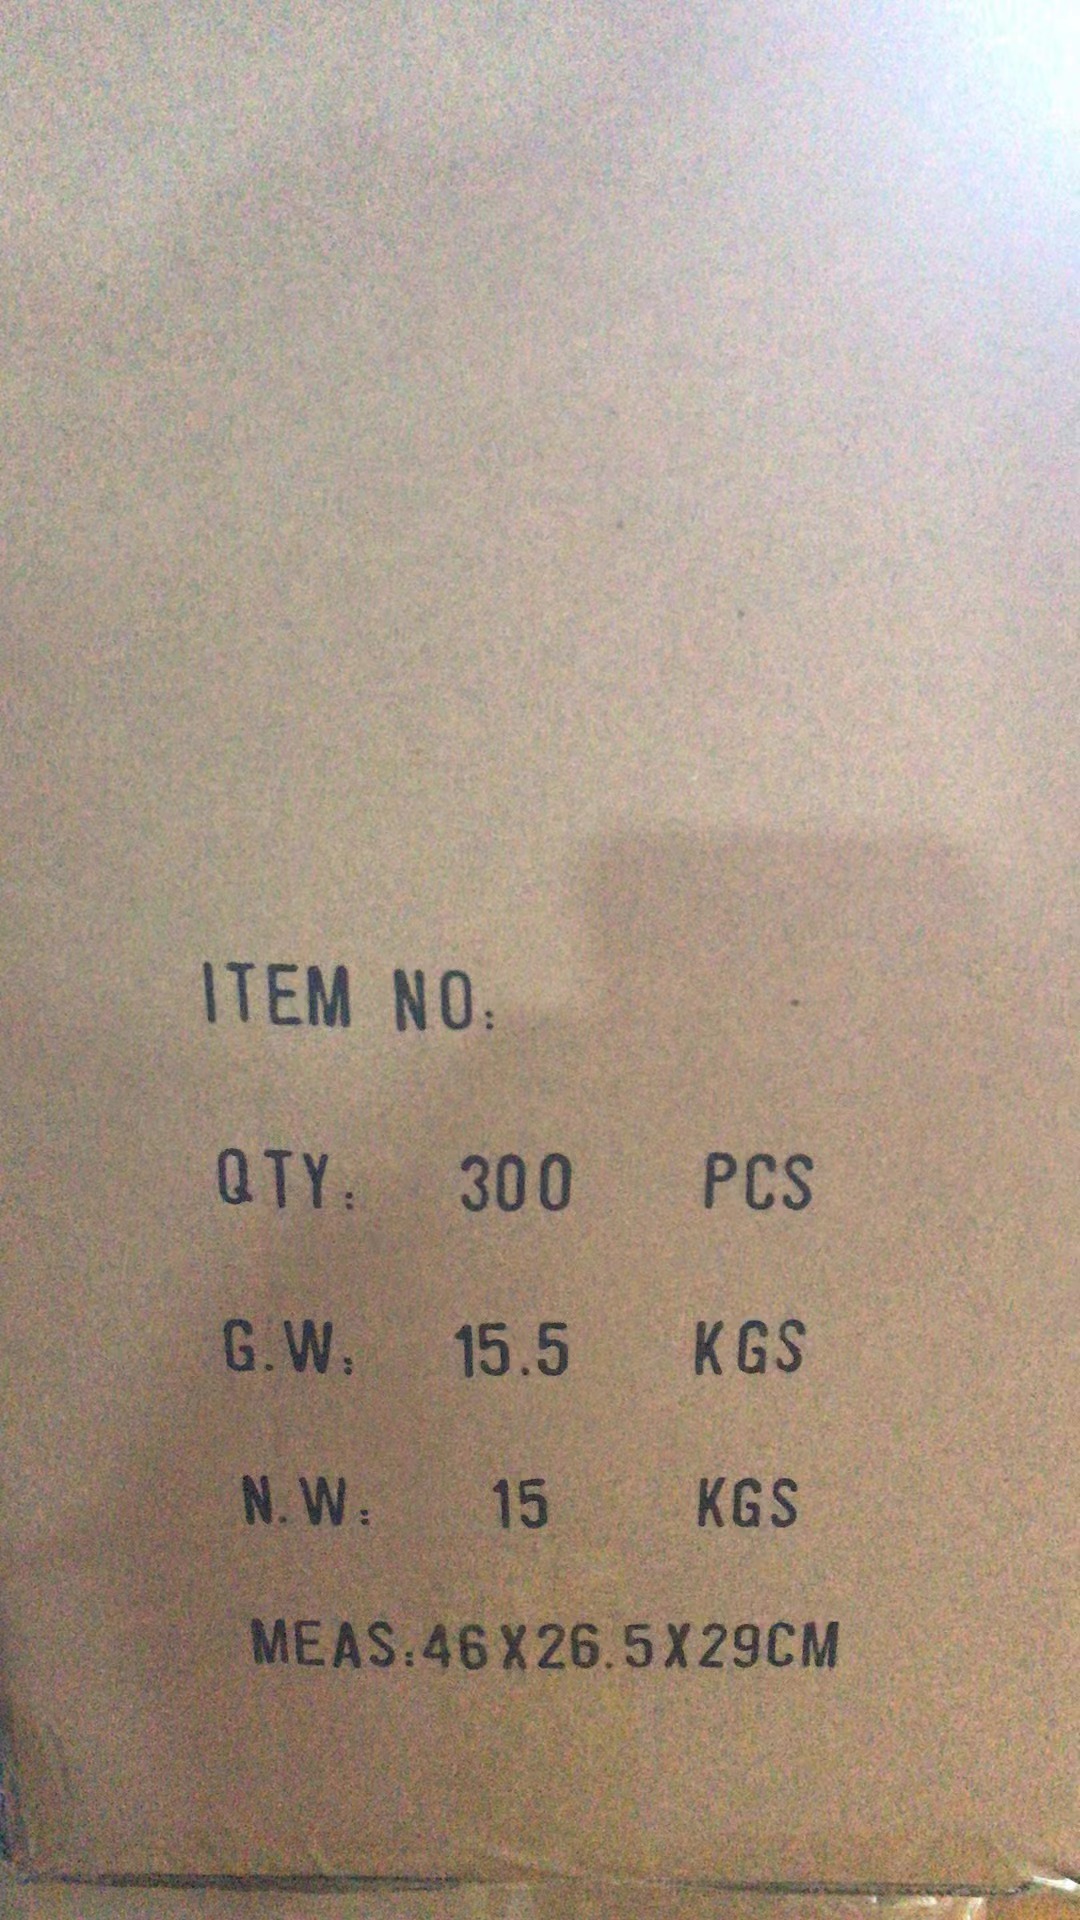 ITEM NO:
QTY: 300 PCS
G.W: 15.5 KGS
N.W: 15 KGS
MEAS:46X26.5X29CM